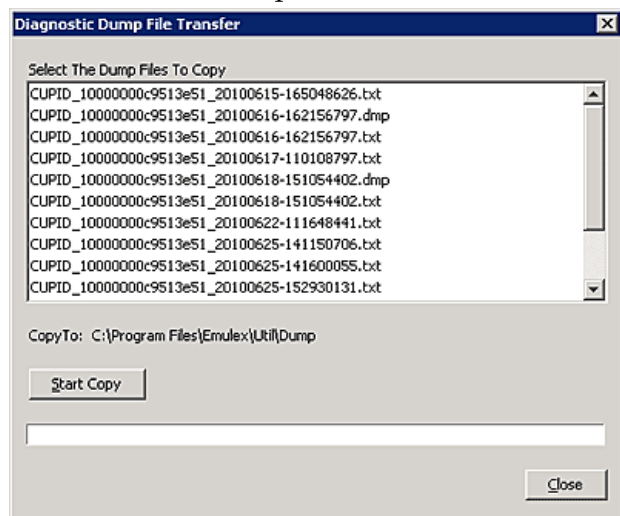 Diagnostic Dump File Transfer
Select The Dump Files To Copy
CUPID_10000000c9513e51_20100615-165048626.txt
CUPID_10000000c9513e51_20100616-162156797.dmp
CUPID_10000000c9513e51_20100616-162156797.txt
CUPID_10000000c9513e51_20100617-110108797.txt
CUPID_10000000c9513e51_20100618-151054402.dmp
CUPID_10000000c9513e51_20100618-151054402.txt
CUPID_10000000c9513e51_20100622-111648441.txt
CUPID_10000000c9513e51_20100625-141150706.txt
CUPID_10000000c9513e51_20100625-141600055.txt
CUPID_10000000c9513e51_20100625-152930131.txt
CopyTo: C:\Program Files\Emulex\Util\Dump
Start Copy
Close